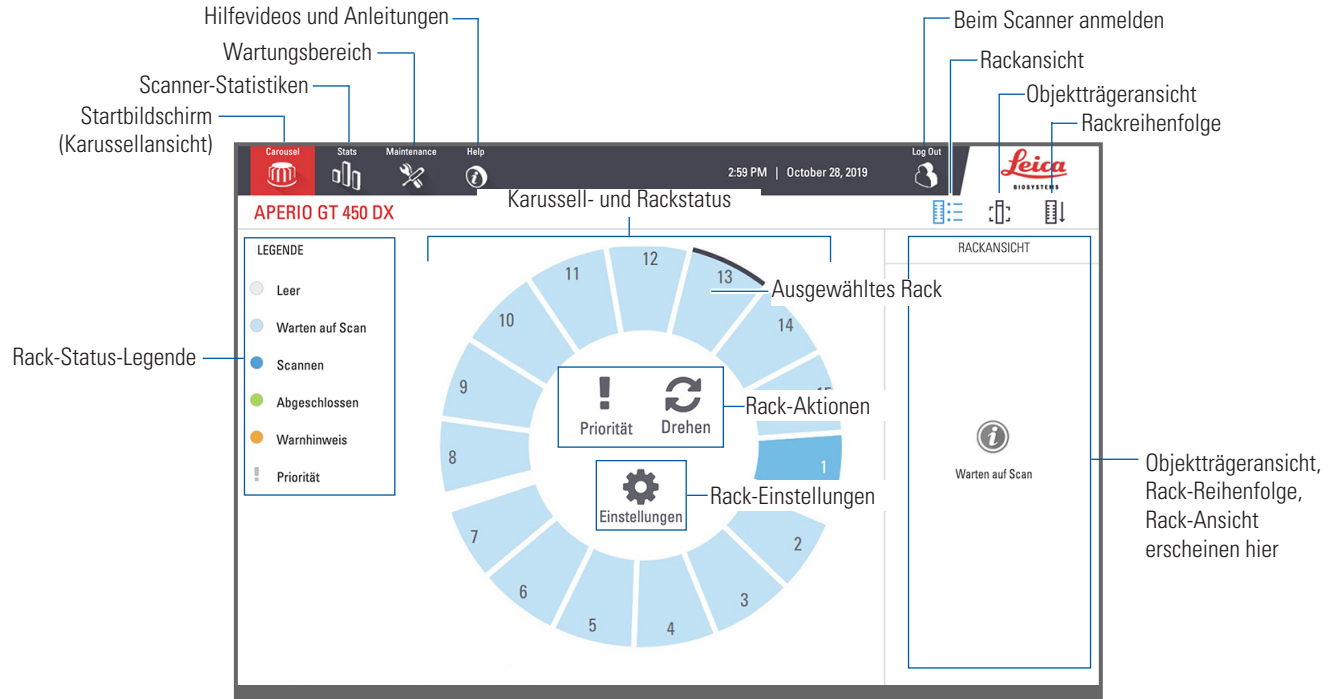 Hilfevideos und Anleitungen
Beim Scanner anmelden
Wartungsbereich
Rackansicht
Scanner-Statistiken
Objektträgeransicht
Startbildschirm
(Karussellansicht)
Rackreihenfolge
Carousel
Stats
Maintenance
Help
2:59 PM | October 28, 2019
Log Out
Leica
BIOSYSTEMS
APERIO GT 450 DX
Karussell- und Rackstatus
LEGENDE
Leer
Warten auf Scan
Scannen
Abgeschlossen
Warnhinweis
Priorität
Rack-Status-Legende
12
11
13
Ausgewähltes Rack
10
14
9
8
1
7
2
6
3
5
4
Priorität
Drehen
Rack-Aktionen
Einstellungen
Rack-Einstellungen
RACKANSICHT
Warten auf Scan
Objektträgeransicht,
Rack-Reihenfolge,
Rack-Ansicht
erscheinen hier